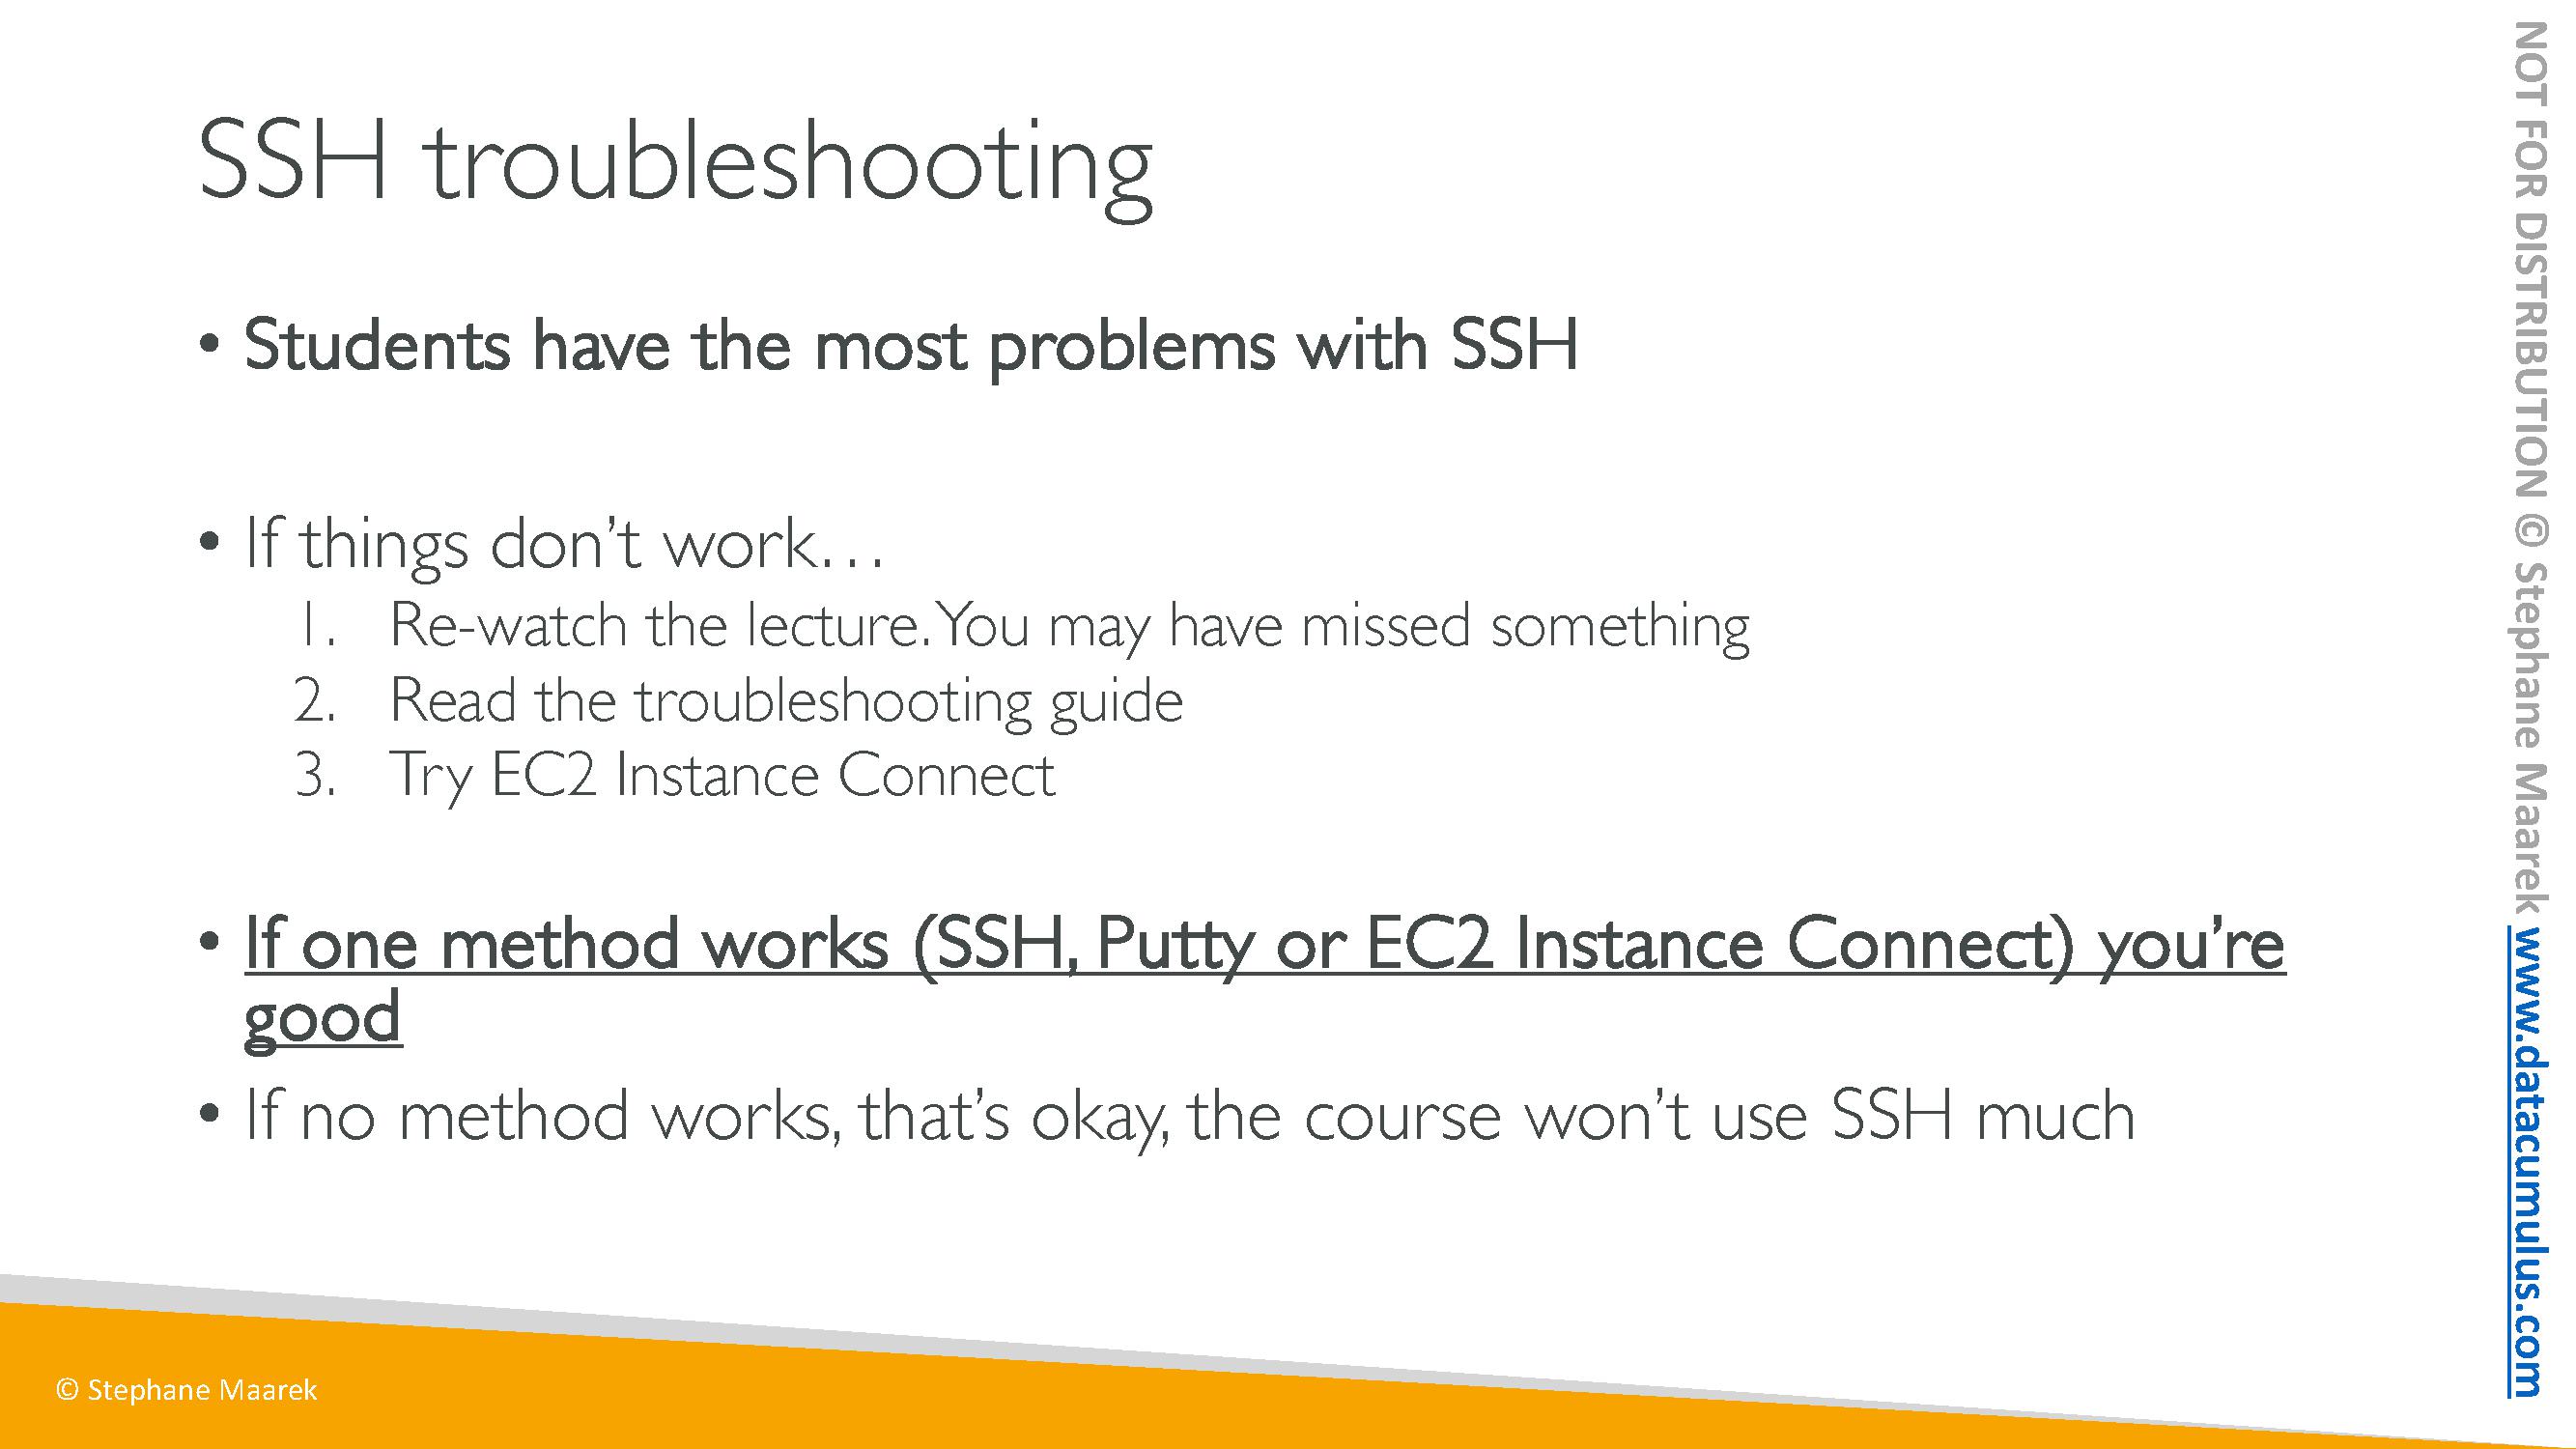 SSH troubleshooting
• Students have the most problems with SSH
• If things don’t work…
1. Re-watch the lecture. You may have missed something
2. Read the troubleshooting guide
3. Try EC2 Instance Connect
• If one method works (SSH, Putty or EC2 Instance Connect) you’re
good
• If no method works, that’s okay, the course won’t use SSH much
© Stephane Maarek
NOT FOR DISTRIBUTION © Stephane Maarek www.datacumulus.com